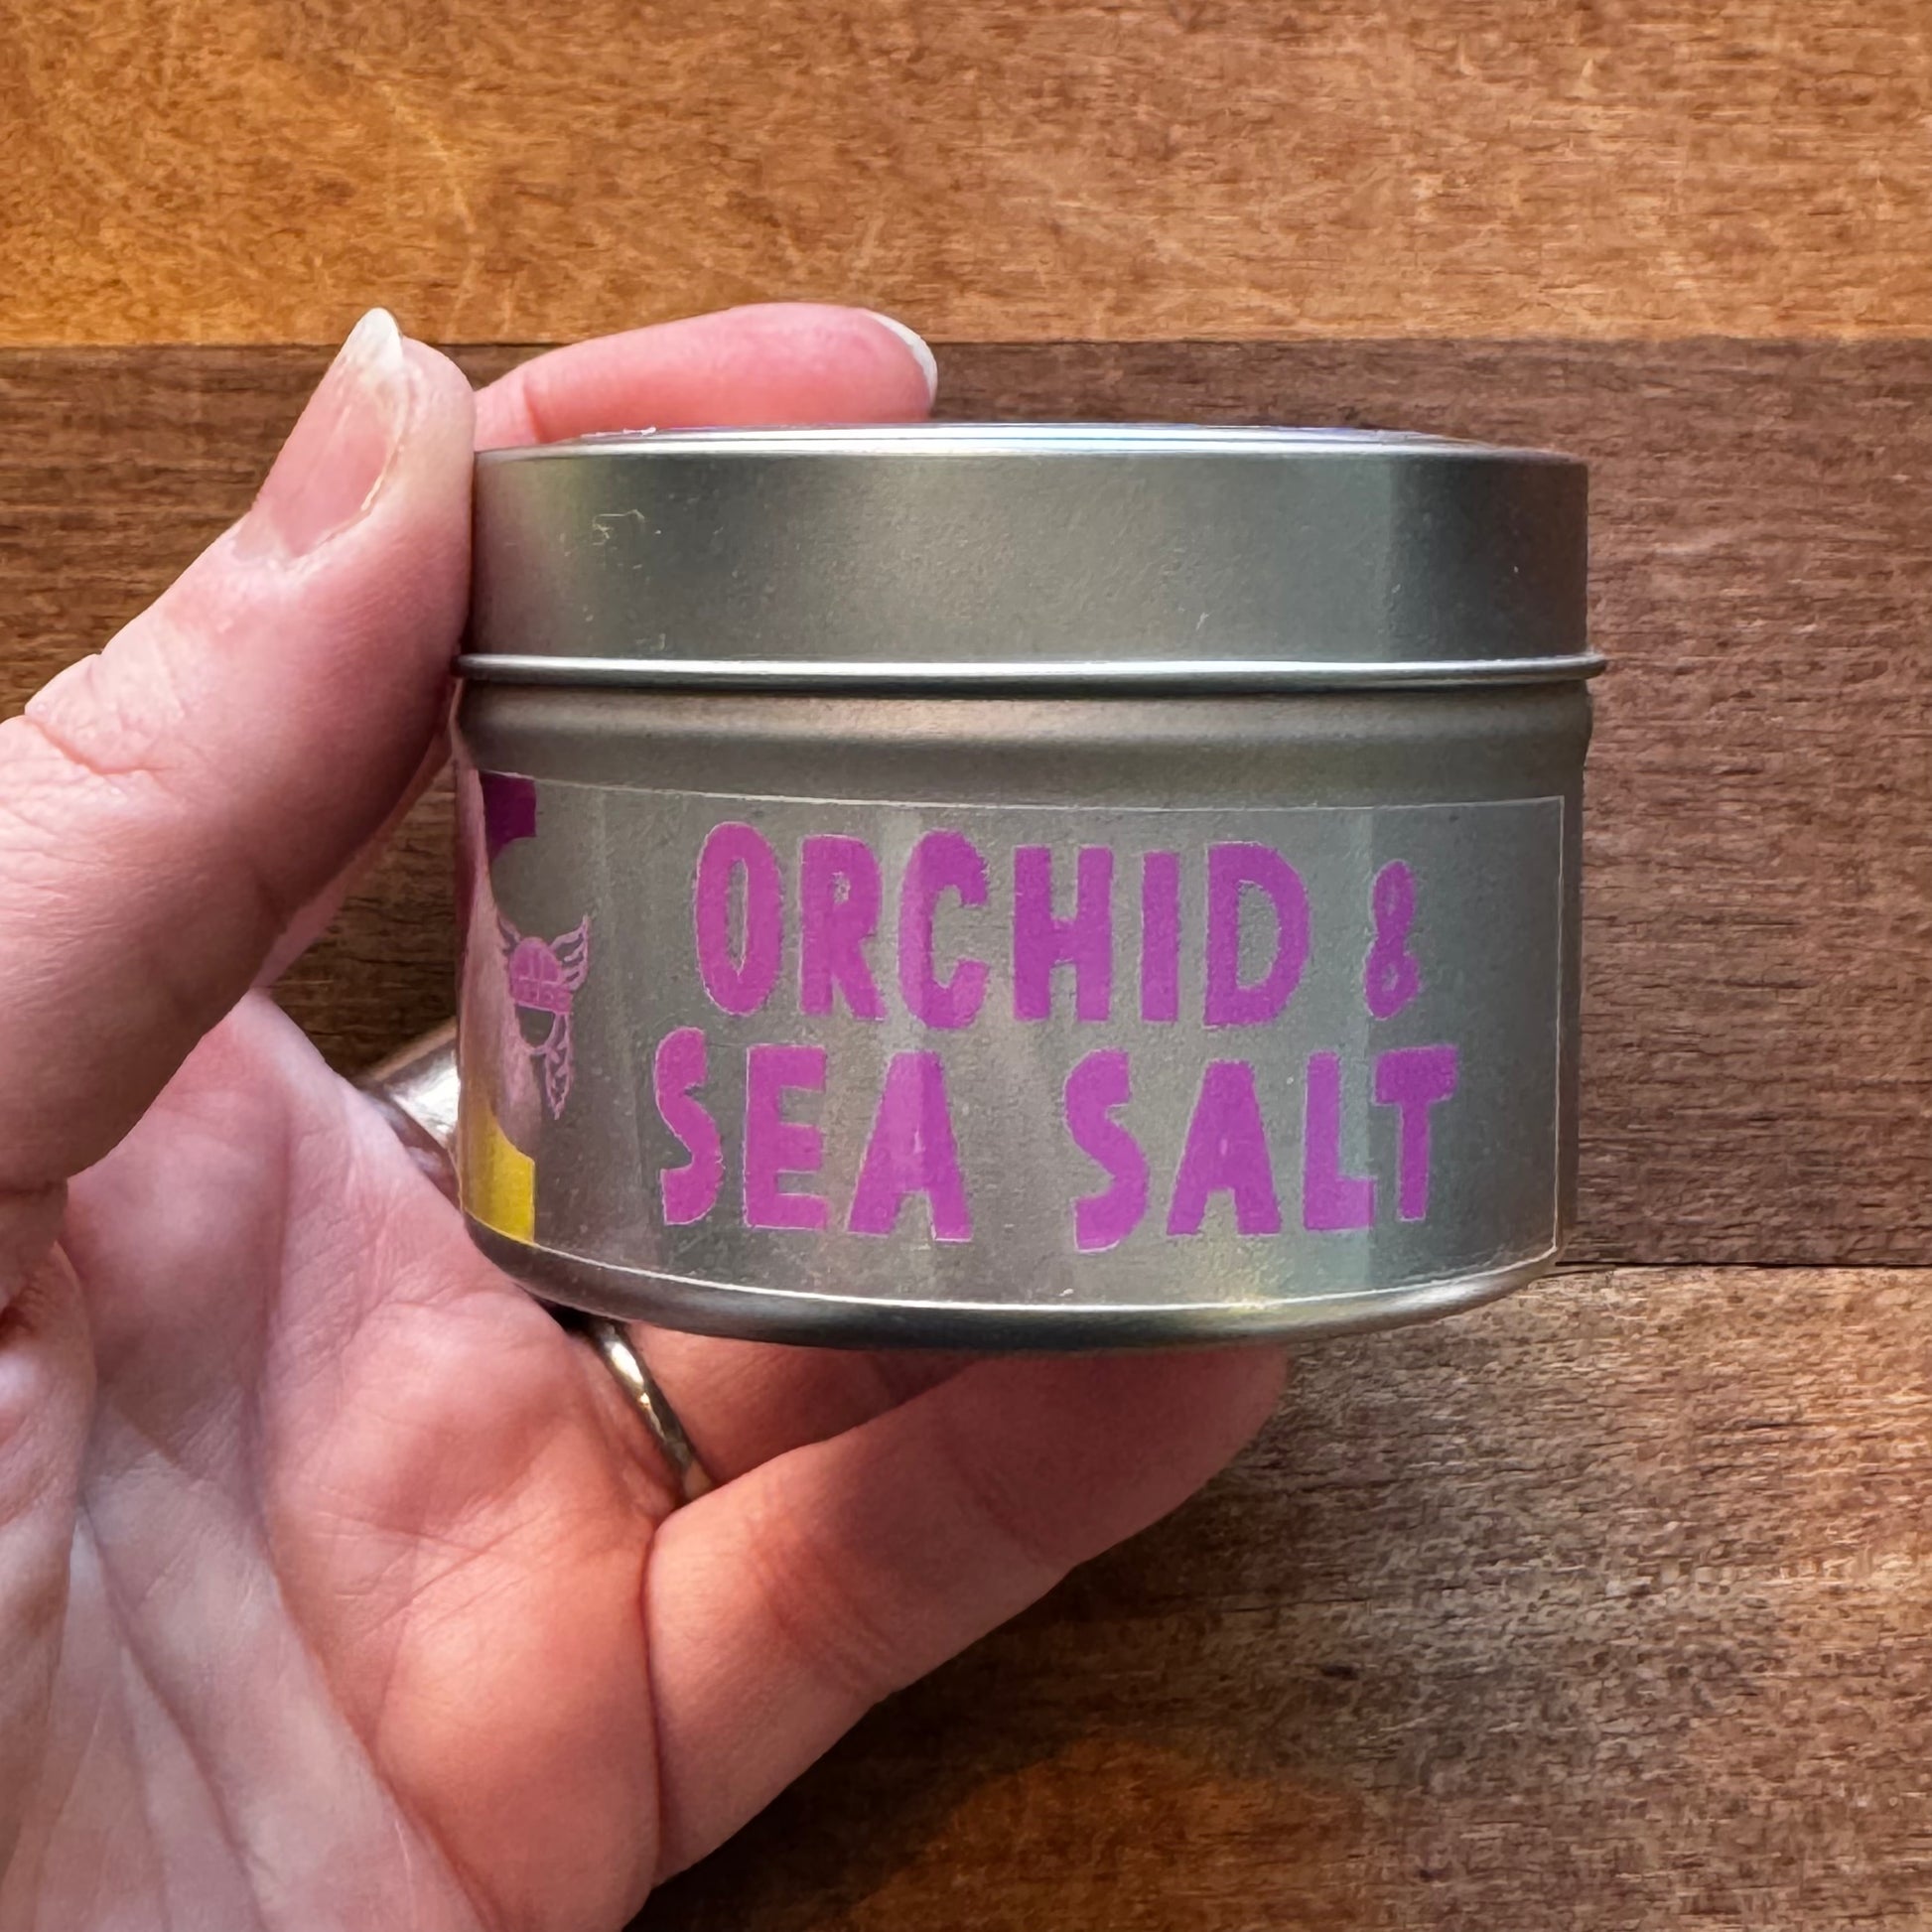 ORCHID &
SEA SALT